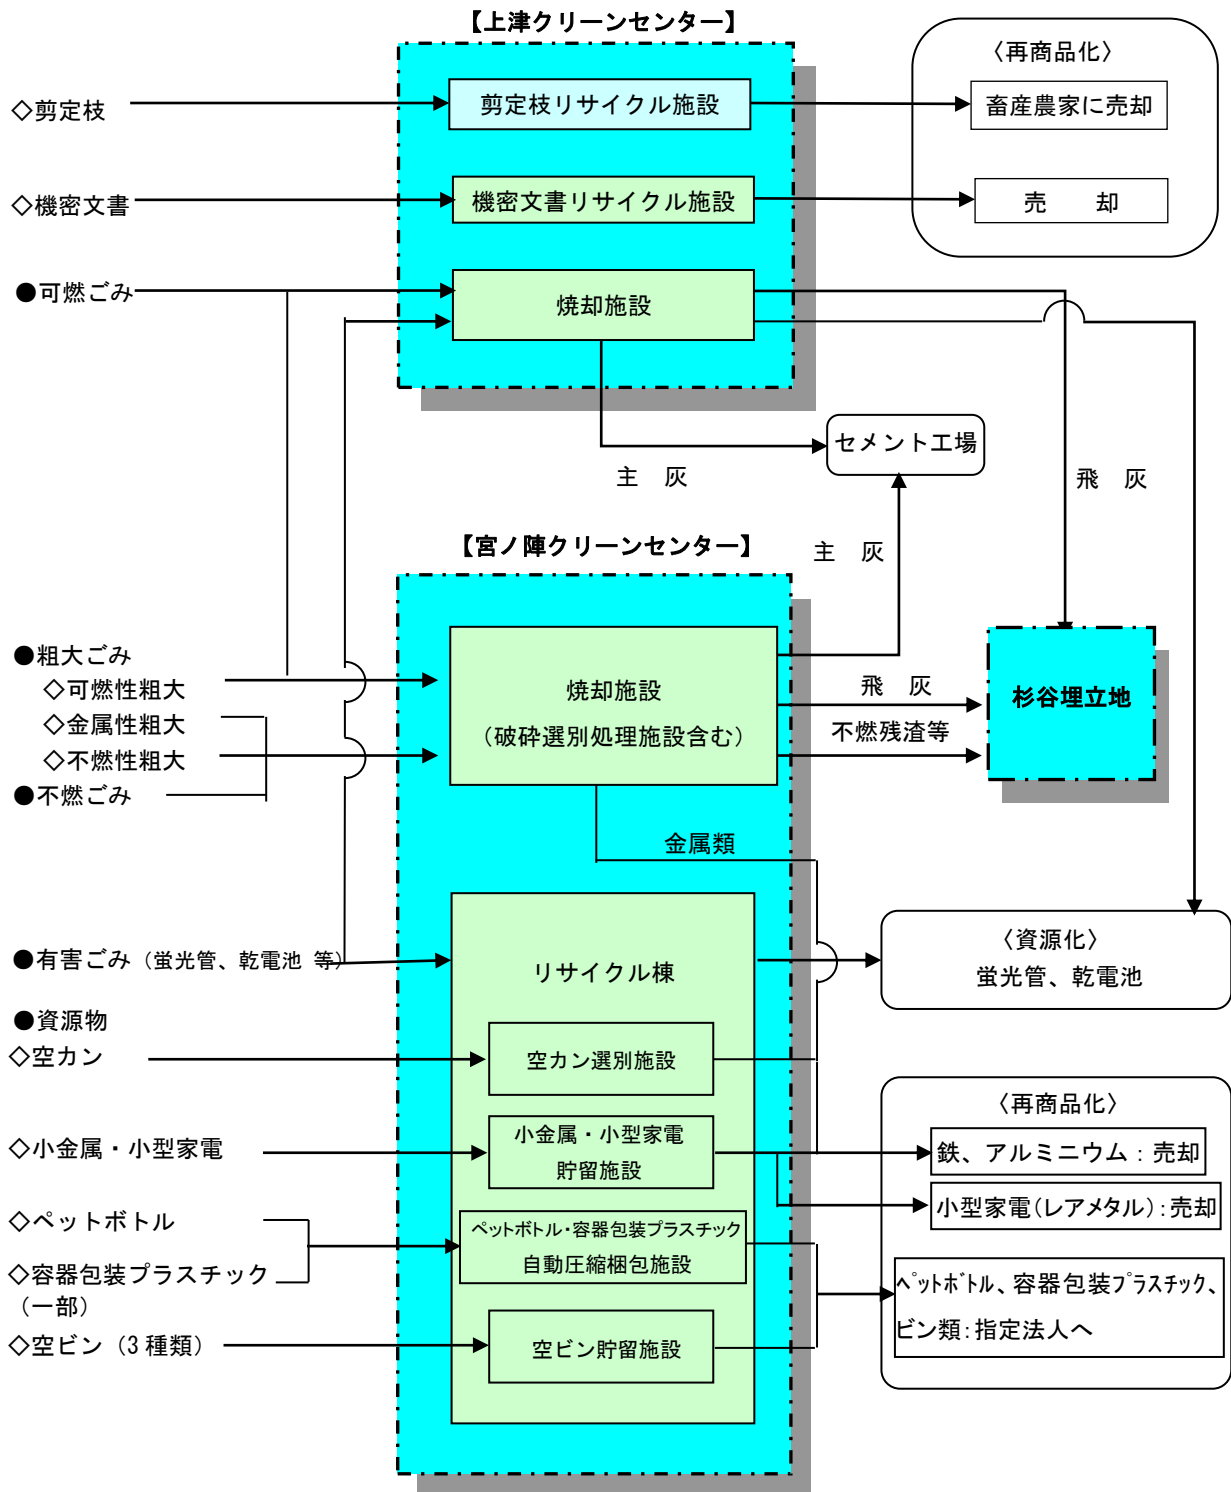 【上津クリーンセンター】
〈再商品化〉
◇剪定枝
剪定枝リサイクル施設
畜産農家に売却
◇機密文書
機密文書リサイクル施設
売　　却
●可燃ごみ
焼却施設
セメント工場
主　灰
飛　灰
【宮ノ陣クリーンセンター】
主　灰
●粗大ごみ
◇可燃性粗大
◇金属性粗大
◇不燃性粗大
●不燃ごみ
焼却施設
（破砕選別処理施設含む）
飛　灰
不燃残渣等
杉谷埋立地
金属類
●有害ごみ（蛍光管、乾電池 等）
リサイクル棟
〈資源化〉
蛍光管、乾電池
●資源物
◇空カン
空カン選別施設
〈再商品化〉
◇小金属・小型家電
小金属・小型家電
貯留施設
鉄、アルミニウム：売却
小型家電(レアメタル)：売却
◇ペットボトル
◇容器包装プラスチック
（一部）
ペットボトル・容器包装プラスチック
自動圧縮梱包施設
ペットボトル、容器包装プラスチック、
ビン類：指定法人へ
◇空ビン（3 種類）
空ビン貯留施設